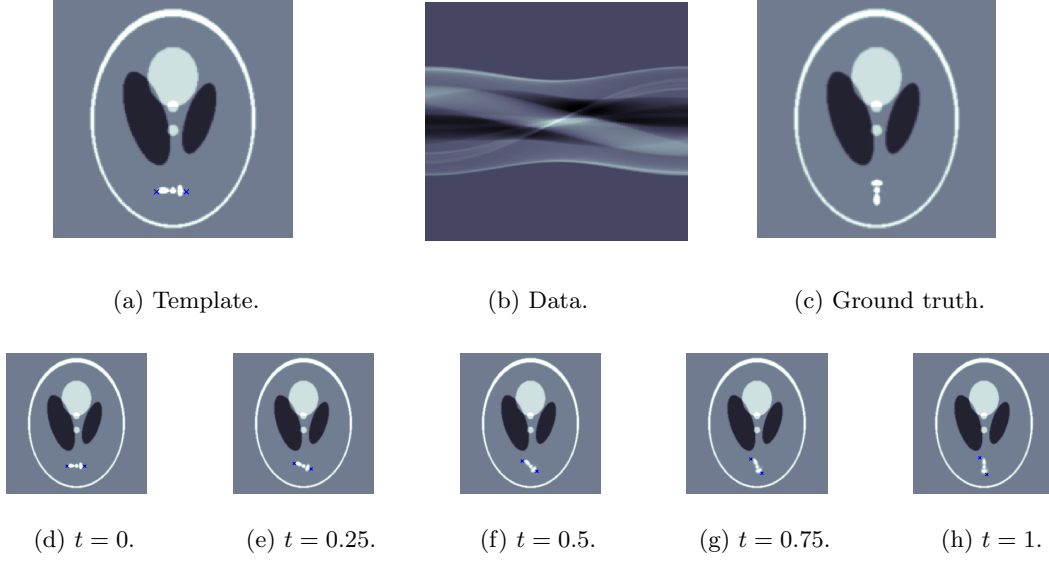 (a) Template.
(b) Data.
(c) Ground truth.
(d) t = 0.
(e) t = 0.25.
(f) t = 0.5.
(g) t = 0.75.
(h) t = 1.